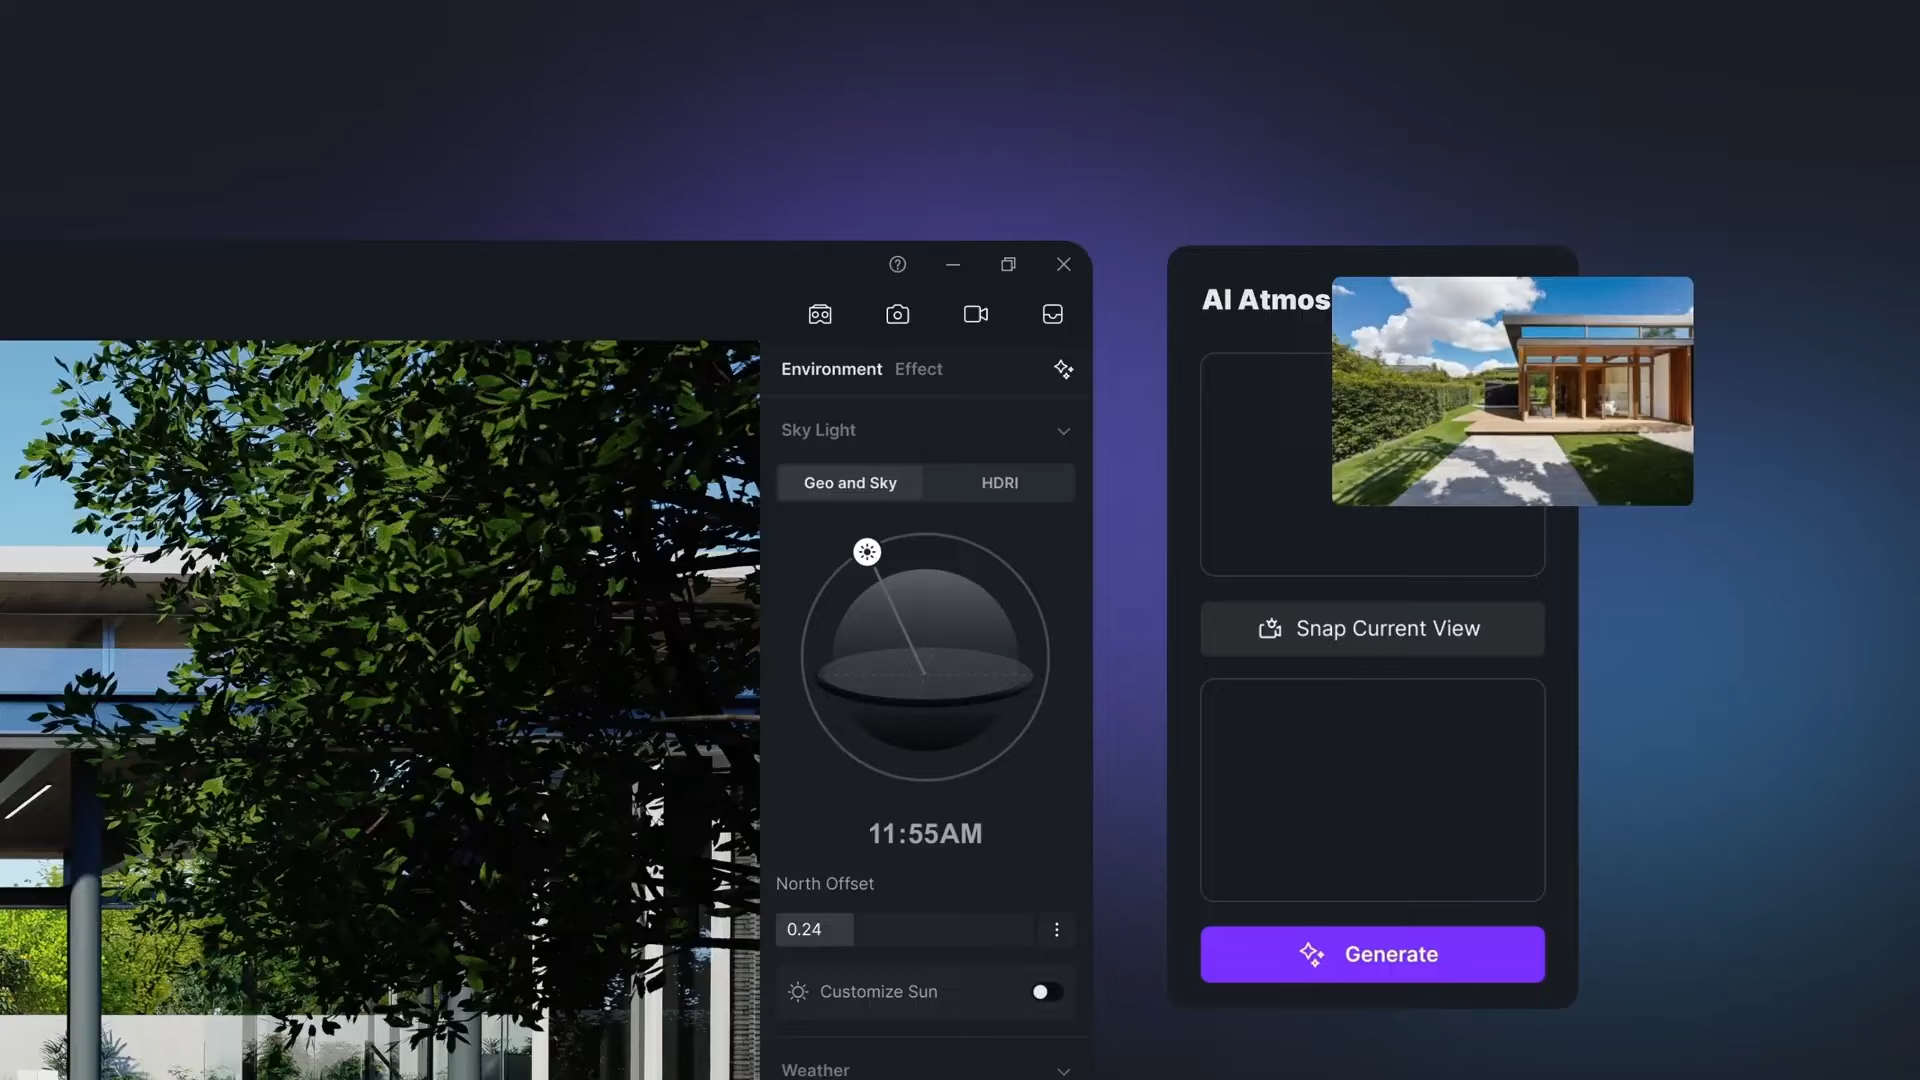 Environment Effect
Sky Light
Geo and Sky HDRI
11:55AM
North Offset
0.24
Customize Sun
Weather
AI Atmos
Snap Current View
Generate